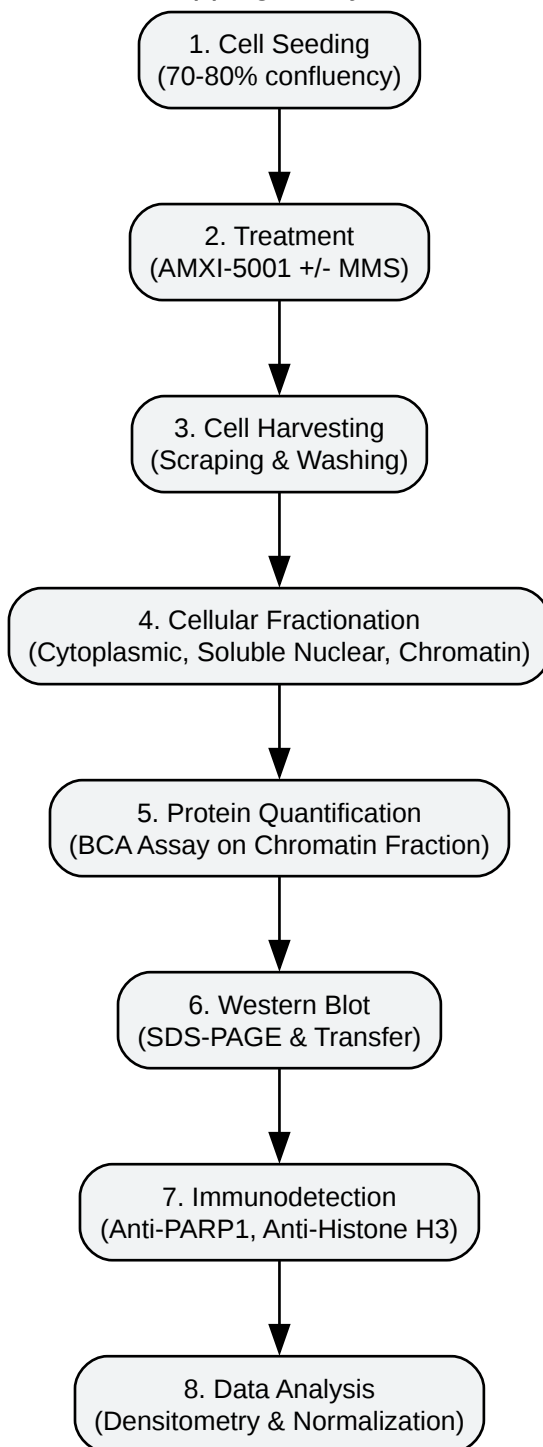 1. Cell Seeding
(70-80% confluency)
2. Treatment
(AMXI-5001 +/- MMS)
3. Cell Harvesting
(Scraping & Washing)
4. Cellular Fractionation
(Cytoplasmic, Soluble Nuclear, Chromatin)
5. Protein Quantification
(BCA Assay on Chromatin Fraction)
6. Western Blot
(SDS-PAGE & Transfer)
7. Immunodetection
(Anti-PARP1, Anti-Histone H3)
8. Data Analysis
(Densitometry & Normalization)